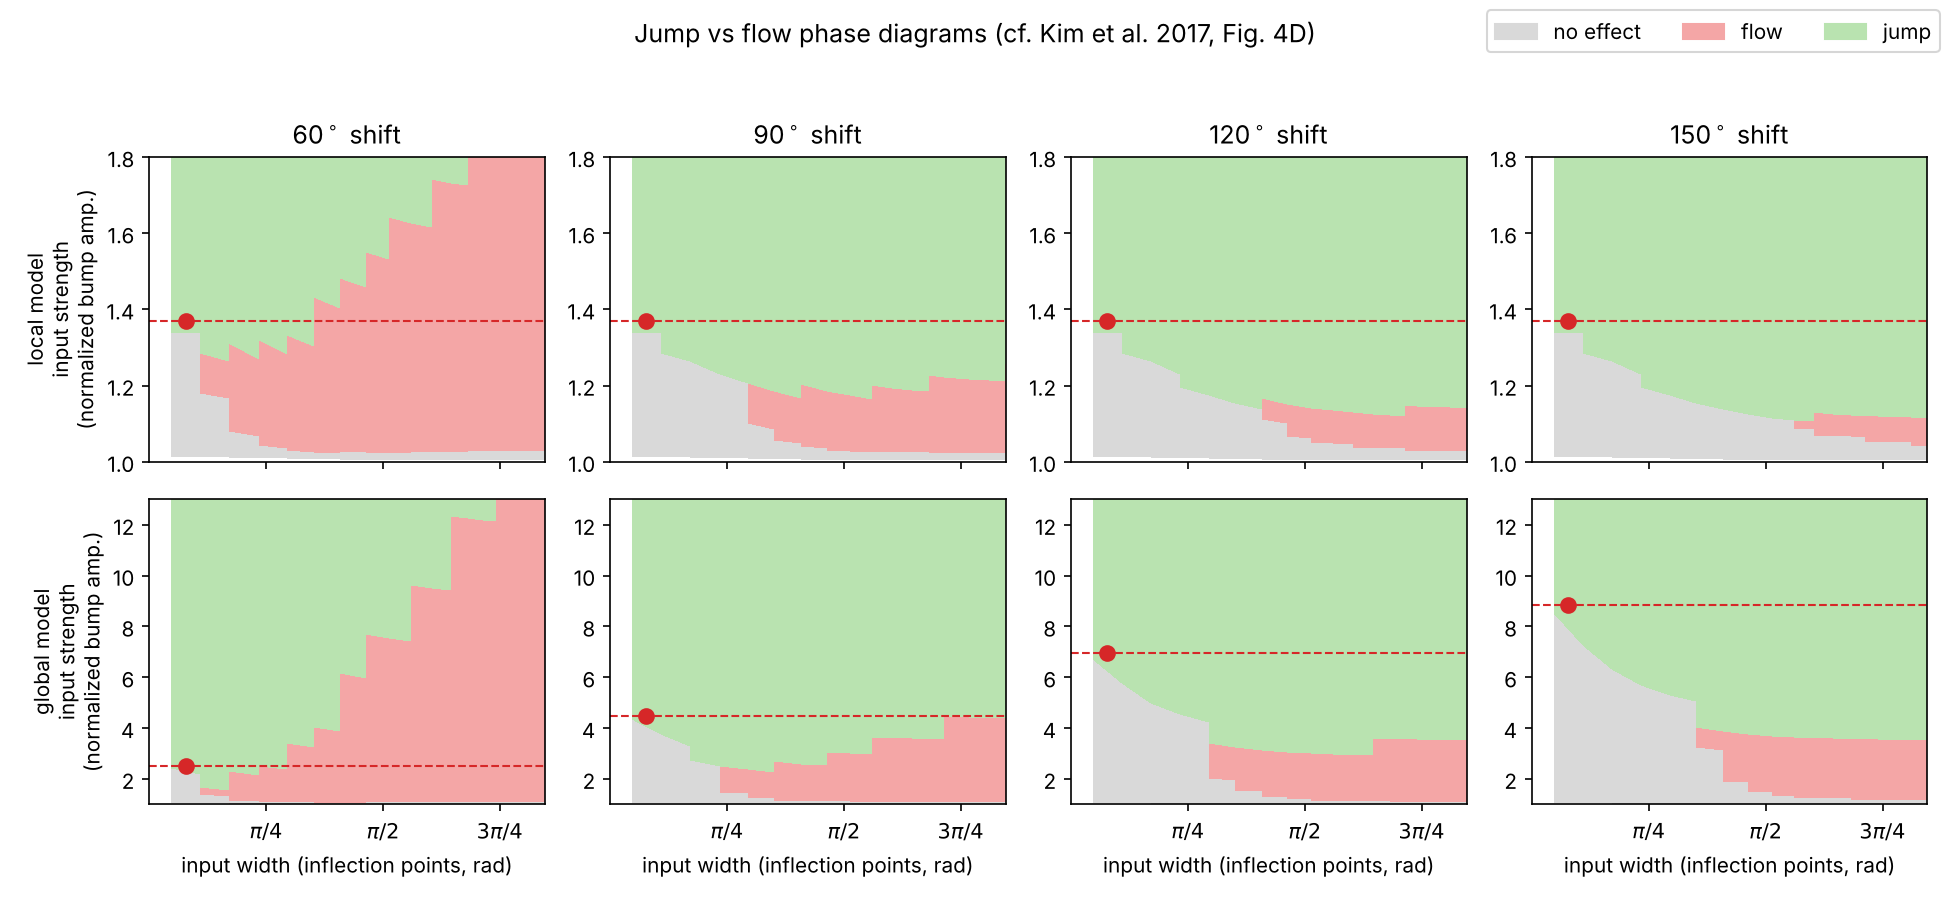 Jump vs flow phase diagrams (cf. Kim et al. 2017, Fig. 4D)
no effect flow jump
60° shift
90° shift
120° shift
150° shift
local model
input strength
(normalized bump amp.)
1.8
1.6
1.4
1.2
1.0
1.8
1.6
1.4
1.2
1.0
1.8
1.6
1.4
1.2
1.0
1.8
1.6
1.4
1.2
1.0
global model
input strength
(normalized bump amp.)
12
10
8
6
4
2
12
10
8
6
4
2
12
10
8
6
4
2
12
10
8
6
4
2
π/4 π/2 3π/4
input width (inflection points, rad)
π/4 π/2 3π/4
input width (inflection points, rad)
π/4 π/2 3π/4
input width (inflection points, rad)
π/4 π/2 3π/4
input width (inflection points, rad)